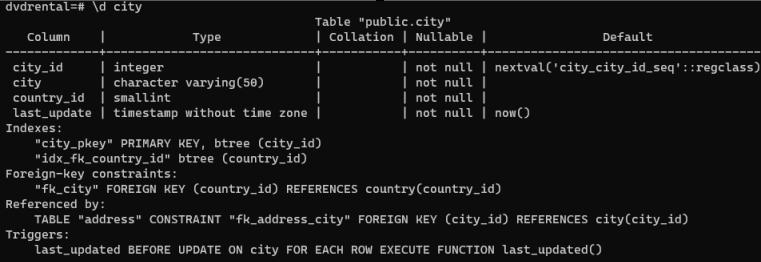 dvdrental=# \d city
                                        Table "public.city"
   Column    |            Type             | Collation | Nullable |                Default
-------------+-----------------------------+-----------+----------+---------------------------------------
 city_id     | integer                     |           | not null | nextval('city_city_id_seq'::regclass)
 city        | character varying(50)       |           | not null |
 country_id  | smallint                    |           | not null |
 last_update | timestamp without time zone |           | not null | now()
Indexes:
    "city_pkey" PRIMARY KEY, btree (city_id)
    "idx_fk_country_id" btree (country_id)
Foreign-key constraints:
    "fk_city" FOREIGN KEY (country_id) REFERENCES country(country_id)
Referenced by:
    TABLE "address" CONSTRAINT "fk_address_city" FOREIGN KEY (city_id) REFERENCES city(city_id)
Triggers:
    last_updated BEFORE UPDATE ON city FOR EACH ROW EXECUTE FUNCTION last_updated()